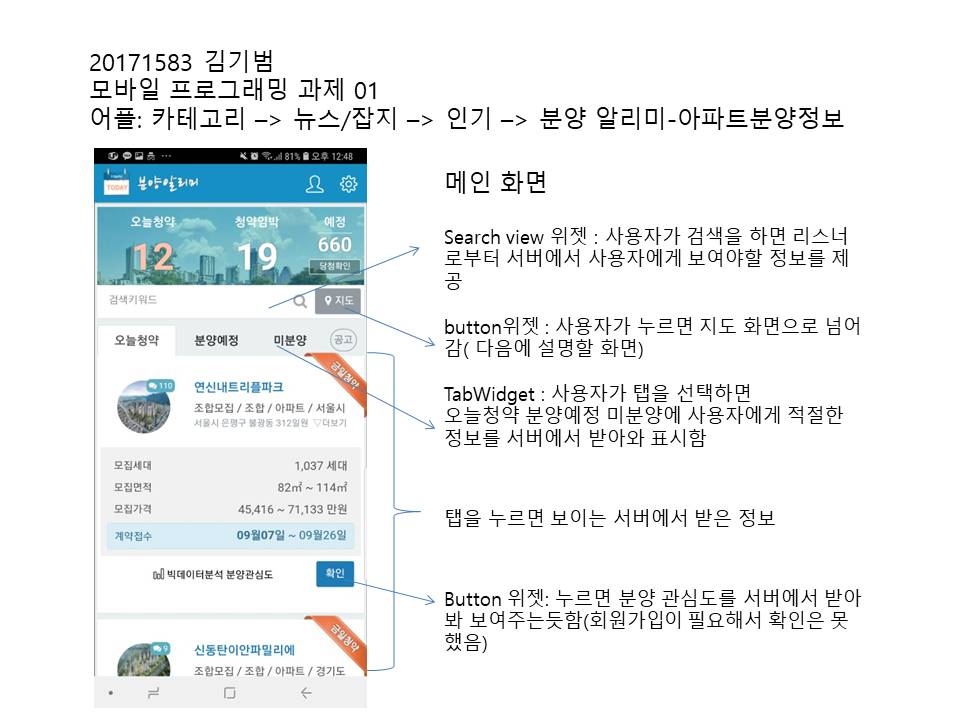 20171583 김기범
모바일 프로그래밍 과제 01
어플: 카테고리 –> 뉴스/잡지 –> 인기 –> 분양 알리미-아파트분양정보
81% 오후 12:48
TODAY 분양알리미
오늘청약 청약임박 예정
12 19 660
당첨확인
검색키워드 지도
오늘청약 분양예정 미분양 공고
금일청약
110 연신내트리플파크
조합모집 / 조합 / 아파트 / 서울시
서울시 은평구 불광동 312일원 ▽더보기
모집세대 1,037 세대
모집면적 82㎡ ~ 114㎡
모집가격 45,416 ~ 71,133 만원
계약접수 09월07일 ~ 09월26일
빅데이터분석 분양관심도 확인
금일청약
9 신동탄이안파밀리에
조합모집 / 조합 / 아파트 / 경기도
메인 화면
Search view 위젯 : 사용자가 검색을 하면 리스너
로부터 서버에서 사용자에게 보여야할 정보를 제
공
button위젯 : 사용자가 누르면 지도 화면으로 넘어
감( 다음에 설명할 화면)
TabWidget : 사용자가 탭을 선택하면
오늘청약 분양예정 미분양에 사용자에게 적절한
정보를 서버에서 받아와 표시함
탭을 누르면 보이는 서버에서 받은 정보
Button 위젯: 누르면 분양 관심도를 서버에서 받아
봐 보여주는듯함(회원가입이 필요해서 확인은 못
했음)